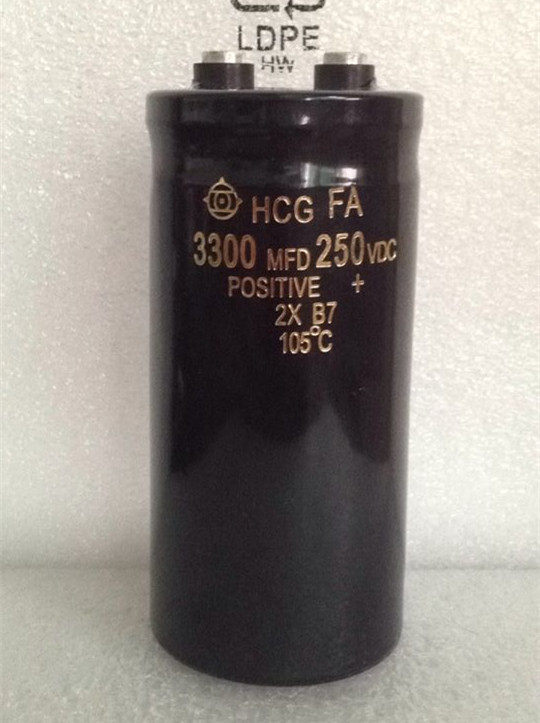 LDPE
HW
HCG FA
3300 MFD 250VDC
POSITIVE +
2X B7
105°C